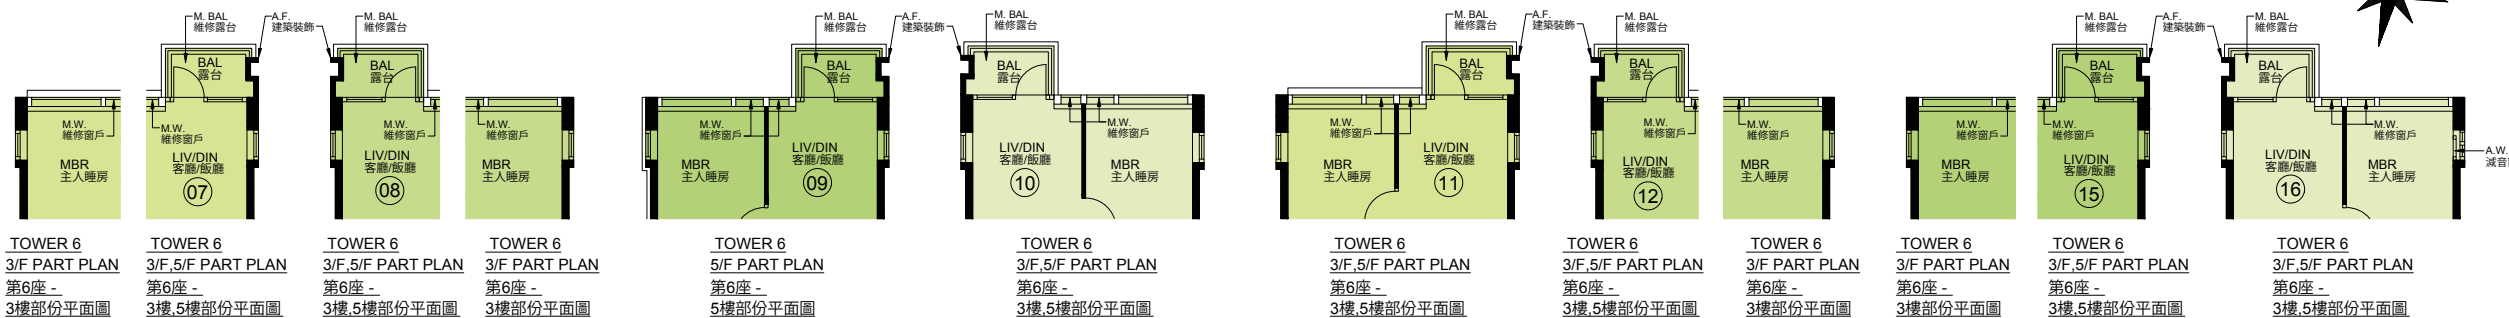 M. BAL
維修露台
A.F.
建築裝飾
M. BAL
維修露台
M. BAL
維修露台
A.F.
建築裝飾
M. BAL
維修露台
M. BAL
維修露台
A.F.
建築裝飾
M. BAL
維修露台
M. BAL
維修露台
A.F.
建築裝飾
M. BAL
維修露台
BAL
露台
BAL
露台
BAL
露台
BAL
露台
BAL
露台
BAL
露台
BAL
露台
BAL
露台
M.W.
維修窗戶
M.W.
維修窗戶
M.W.
維修窗戶
M.W.
維修窗戶
M.W.
維修窗戶
M.W.
維修窗戶
M.W.
維修窗戶
M.W.
維修窗戶
M.W.
維修窗戶
M.W.
維修窗戶
M.W.
維修窗戶
M.W.
維修窗戶
A.W.
減音
MBR
主人睡房
LIV/DIN
客廳/飯廳
07
LIV/DIN
客廳/飯廳
08
MBR
主人睡房
MBR
主人睡房
LIV/DIN
客廳/飯廳
09
LIV/DIN
客廳/飯廳
10
MBR
主人睡房
MBR
主人睡房
LIV/DIN
客廳/飯廳
11
LIV/DIN
客廳/飯廳
12
MBR
主人睡房
MBR
主人睡房
LIV/DIN
客廳/飯廳
15
LIV/DIN
客廳/飯廳
16
MBR
主人睡房
TOWER 6
3/F PART PLAN
第6座 -
3樓部份平面圖
TOWER 6
3/F,5/F PART PLAN
第6座 -
3樓,5樓部份平面圖
TOWER 6
3/F,5/F PART PLAN
第6座 -
3樓,5樓部份平面圖
TOWER 6
3/F PART PLAN
第6座 -
3樓部份平面圖
TOWER 6
5/F PART PLAN
第6座 -
5樓部份平面圖
TOWER 6
3/F,5/F PART PLAN
第6座 -
3樓,5樓部份平面圖
TOWER 6
3/F,5/F PART PLAN
第6座 -
3樓,5樓部份平面圖
TOWER 6
3/F,5/F PART PLAN
第6座 -
3樓,5樓部份平面圖
TOWER 6
3/F PART PLAN
第6座 -
3樓部份平面圖
TOWER 6
3/F PART PLAN
第6座 -
3樓部份平面圖
TOWER 6
3/F,5/F PART PLAN
第6座 -
3樓,5樓部份平面圖
TOWER 6
3/F,5/F PART PLAN
第6座 -
3樓,5樓部份平面圖